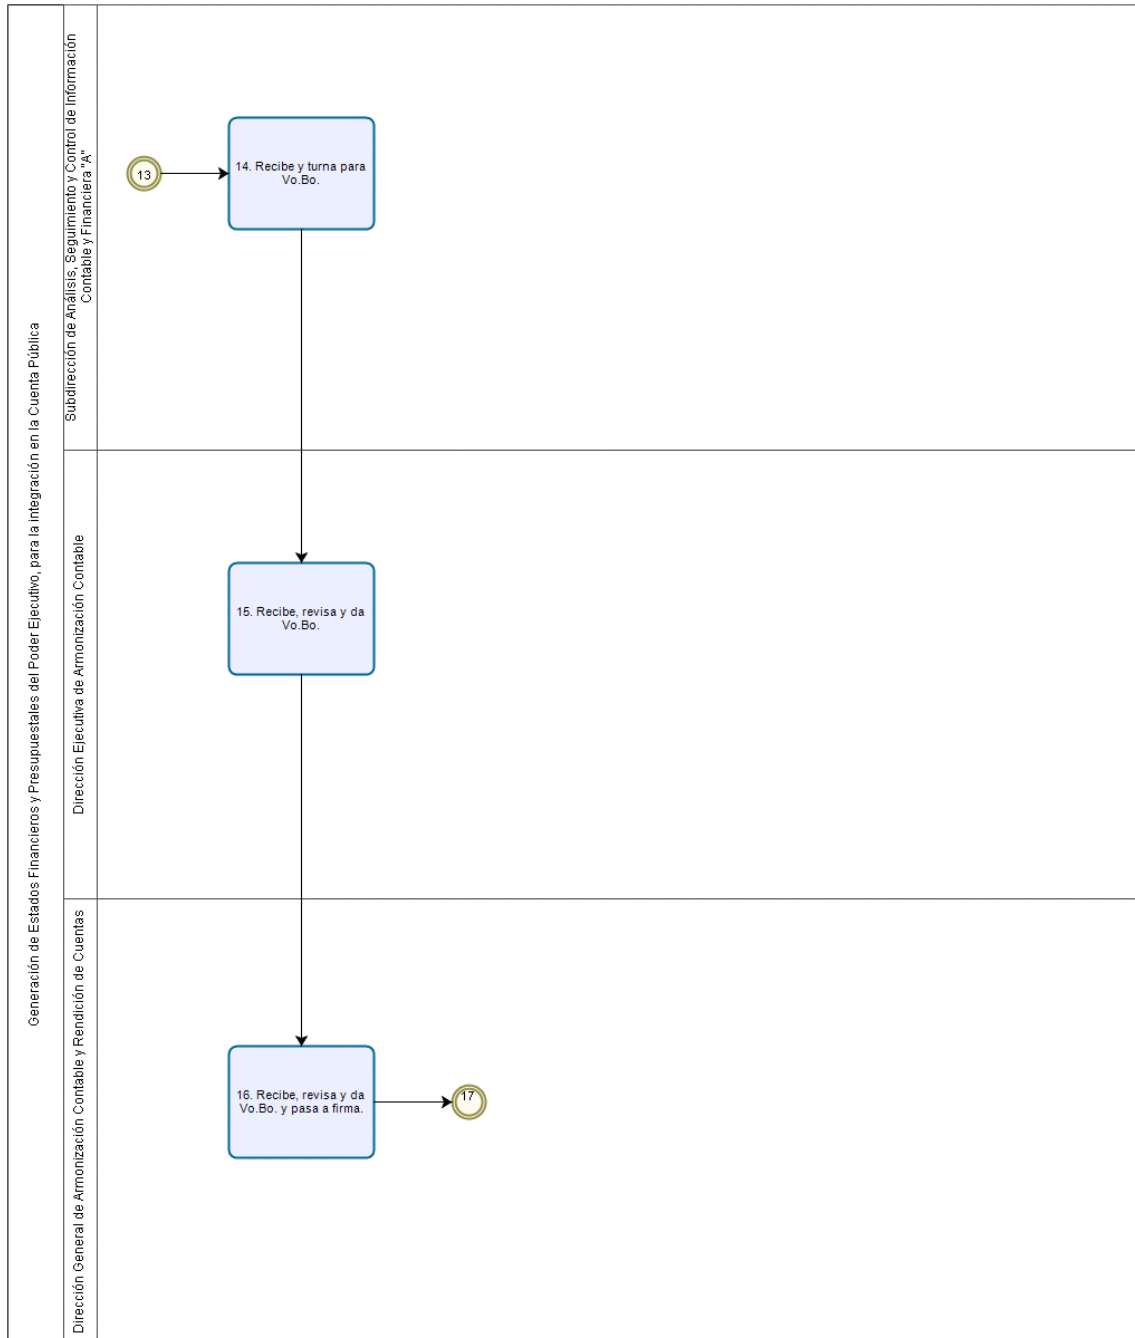 Generación de Estados Financieros y Presupuestales del Poder Ejecutivo, para la integración en la Cuenta Pública
Subdirección de Análisis, Seguimiento y Control de Información
Contable y Financiera "A"
13
14. Recibe y turna para
Vo.Bo.
Dirección Ejecutiva de Armonización Contable
15. Recibe, revisa y da
Vo.Bo.
Dirección General de Armonización Contable y Rendición de Cuentas
16. Recibe, revisa y da
Vo.Bo. y pasa a firma.
17